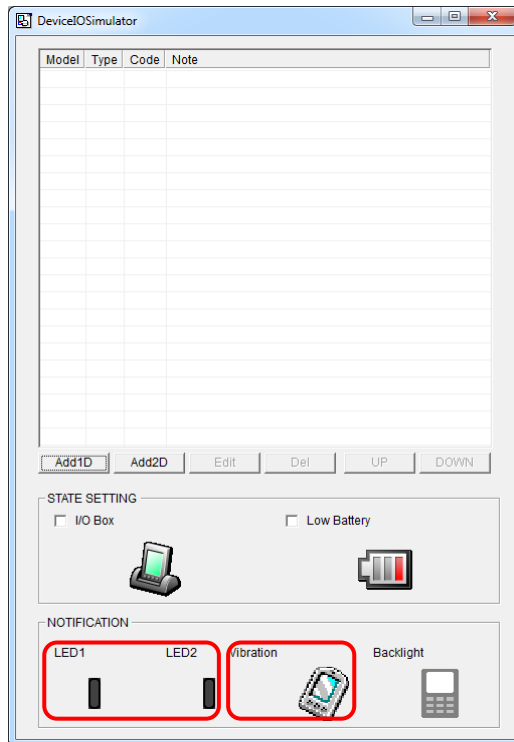 DeviceIOSimulator
Model Type Code Note
Add1D Add2D Edit Del UP DOWN
STATE SETTING
I/O Box Low Battery
NOTIFICATION
LED1 LED2 Vibration Backlight